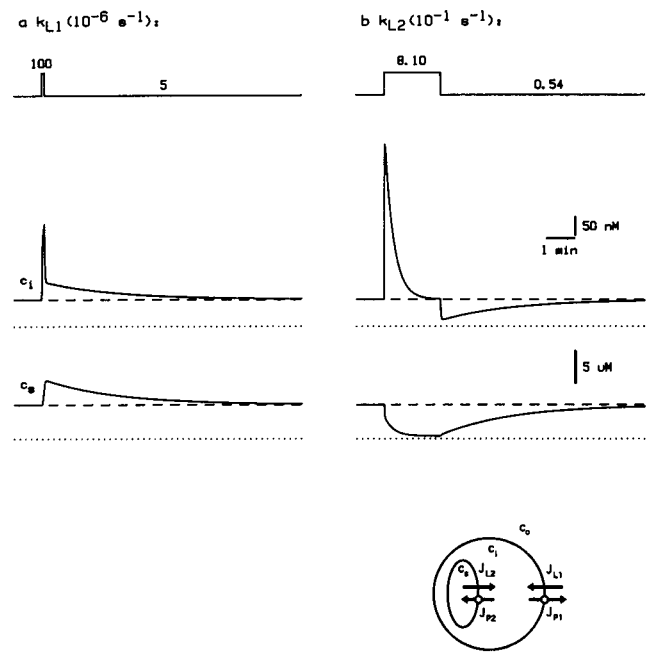 a k_L1 (10^-6 s^-1):
b k_L2 (10^-1 s^-1):
100
5
8.10
0.54
50 nM
1 min
c_i
c_s
5 uM
c_o
c_i
c_s
J_L2
J_L1
J_P2
J_P1